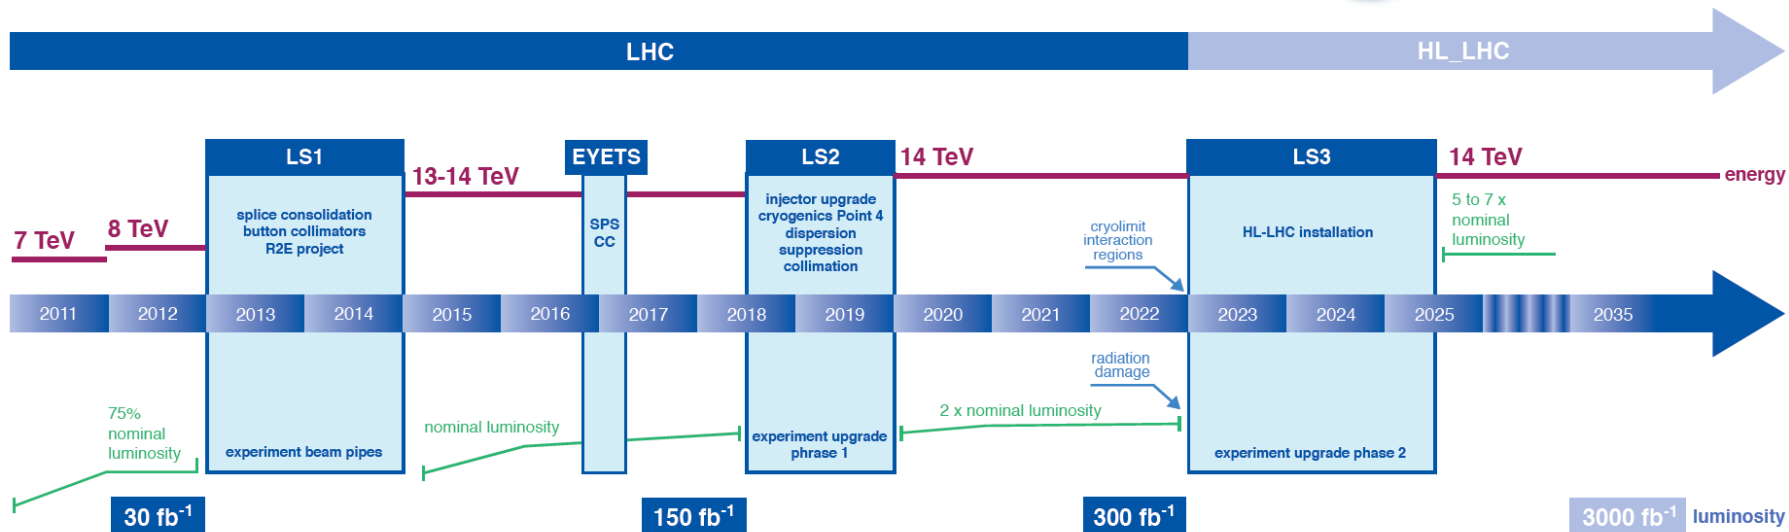 LHC
HL_LHC
LS1
EYETS
LS2
14 TeV
LS3
14 TeV
energy
13-14 TeV
7 TeV
8 TeV
splice consolidation
button collimators
R2E project
SPS
CC
injector upgrade
cryogenics Point 4
dispersion
suppression
collimation
cryolimit
interaction
regions
HL-LHC installation
5 to 7 x
nominal
luminosity
2011
2012
2013
2014
2015
2016
2017
2018
2019
2020
2021
2022
2023
2024
2025
2035
75%
nominal
luminosity
experiment beam pipes
nominal luminosity
experiment upgrade
phrase 1
2 x nominal luminosity
radiation
damage
experiment upgrade phase 2
30 fb⁻¹
150 fb⁻¹
300 fb⁻¹
3000 fb⁻¹
luminosity